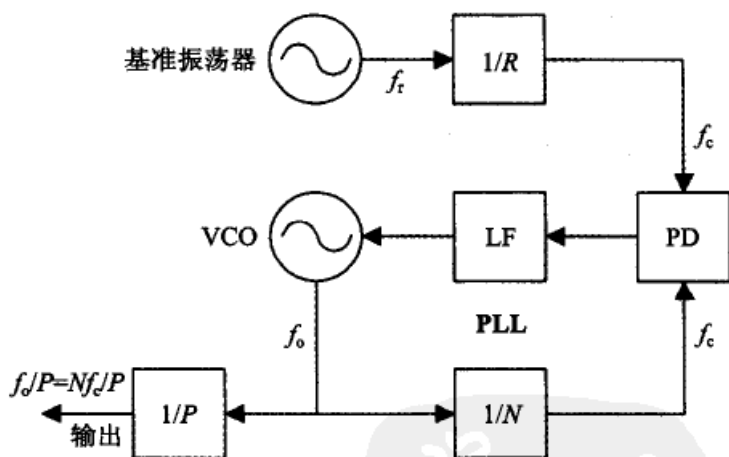 基准振荡器
f_r
1/R
f_c
VCO
LF
PD
PLL
f_o
f_c
f_o/P=Nf_c/P
输出
1/P
1/N